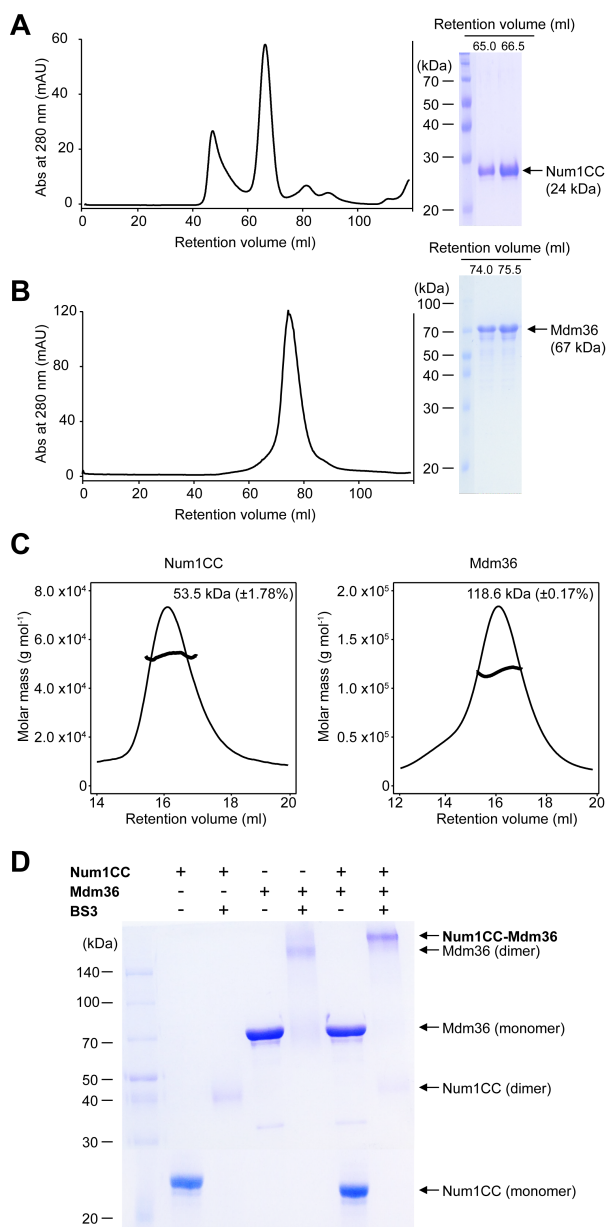 A
Abs at 280 nm (mAU)
60
40
20
0
0 20 40 60 80 100
Retention volume (ml)
Retention volume (ml)
65.0 66.5
(kDa)
70
50
40
30
20
Num1CC
(24 kDa)
B
Abs at 280 nm (mAU)
120
80
40
0
0 20 40 60 80 100
Retention volume (ml)
Retention volume (ml)
74.0 75.5
(kDa)
100
70
50
40
30
20
Mdm36
(67 kDa)
C
Num1CC
53.5 kDa (±1.78%)
Molar mass (g mol-1)
8.0 x10⁴
6.0 x10⁴
4.0 x10⁴
2.0 x10⁴
0
14 16 18 20
Retention volume (ml)
Mdm36
118.6 kDa (±0.17%)
Molar mass (g mol-1)
2.0 x10⁵
1.5 x10⁵
1.0 x10⁵
0.5 x10⁵
0
12 14 16 18 20
Retention volume (ml)
D
Num1CC + + - - + +
Mdm36 - - + + + +
BS3 - + - + - +
(kDa)
140
100
70
50
40
30
20
Num1CC-Mdm36
Mdm36 (dimer)
Mdm36 (monomer)
Num1CC (dimer)
Num1CC (monomer)